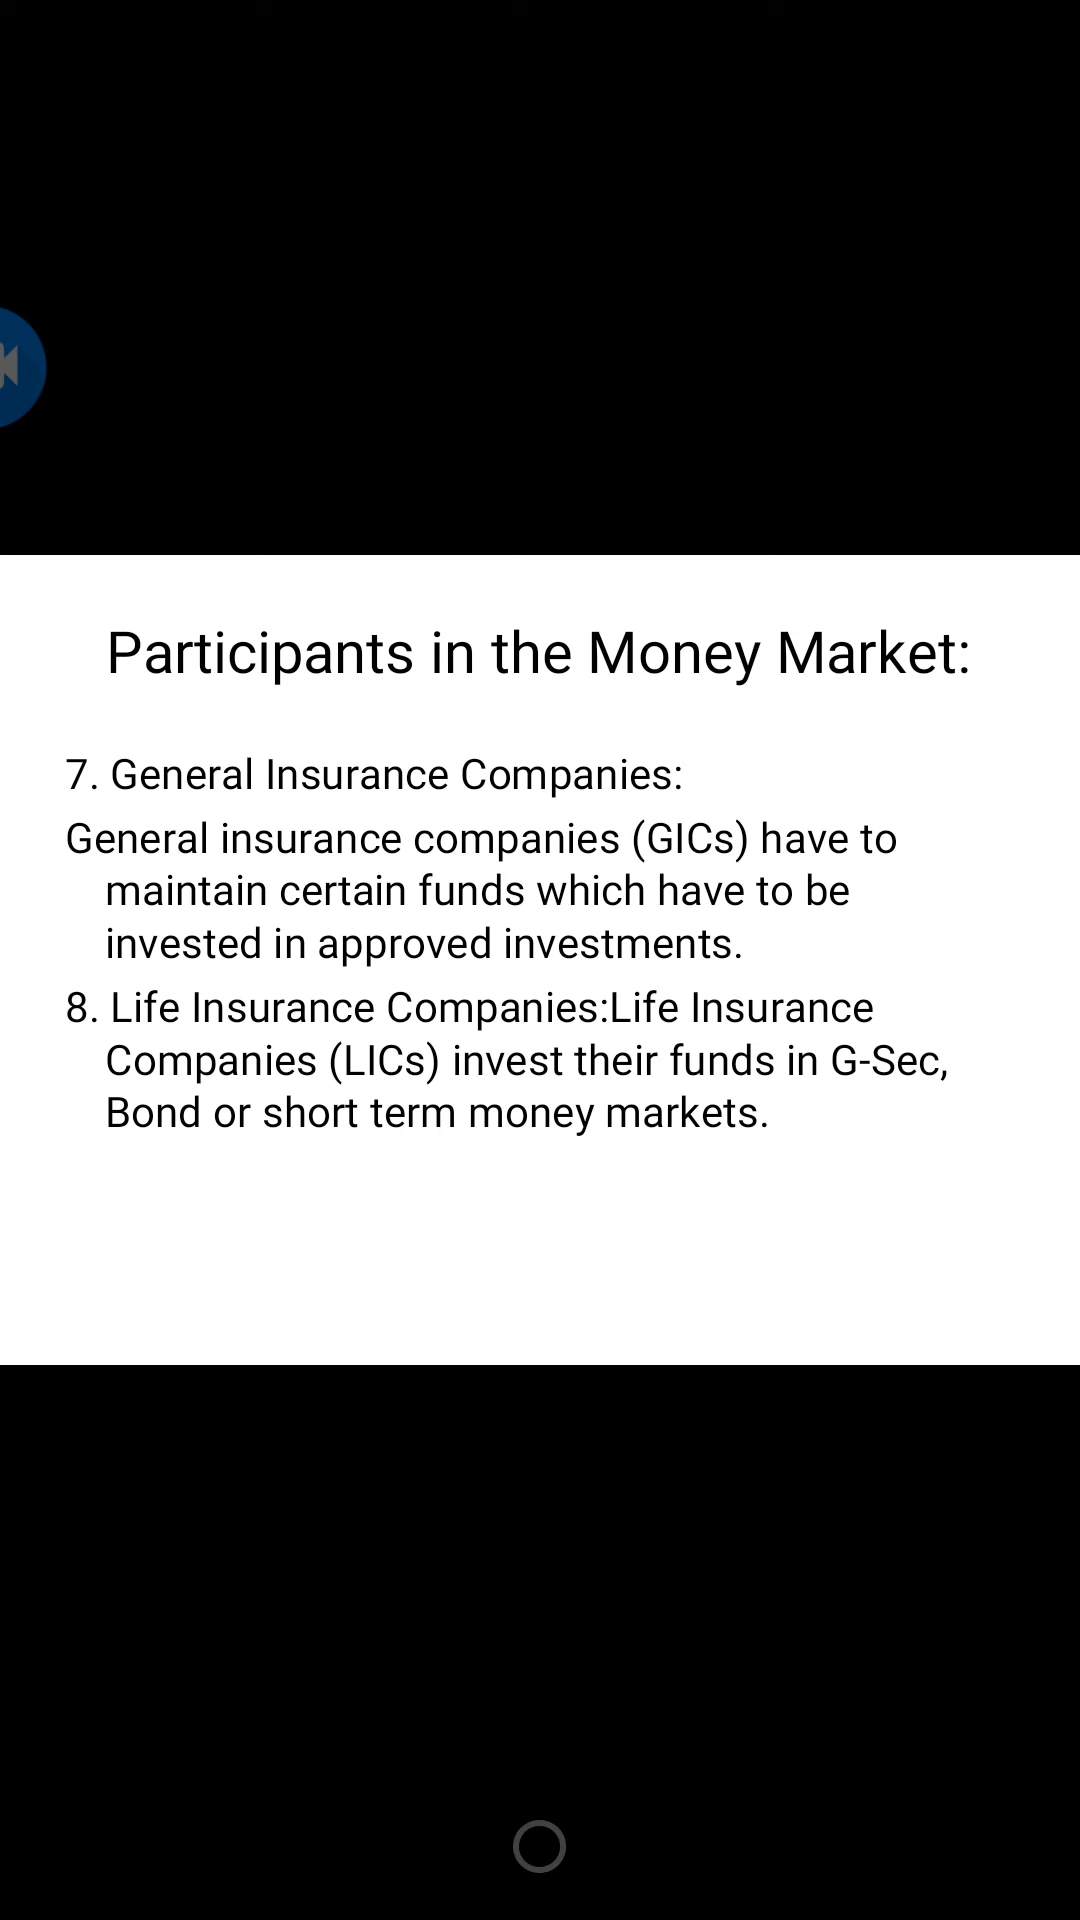 Participants in the Money Market:
7. General Insurance Companies:
General insurance companies (GICs) have to
maintain certain funds which have to be
invested in approved investments.
8. Life Insurance Companies:Life Insurance
Companies (LICs) invest their funds in G-Sec,
Bond or short term money markets.